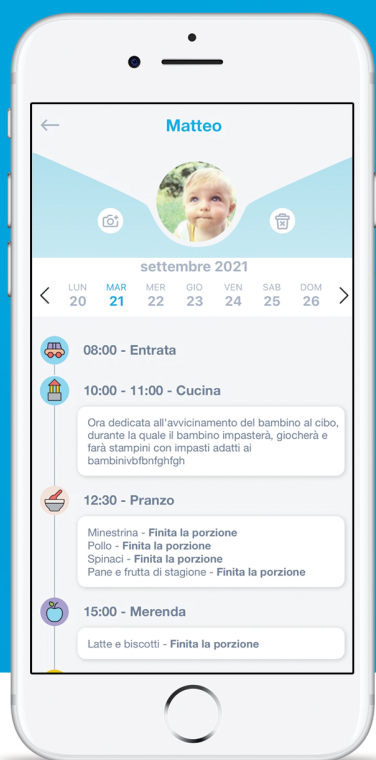 Matteo
settembre 2021
LUN MAR MER GIO VEN SAB DOM
20 21 22 23 24 25 26
08:00 - Entrata
10:00 - 11:00 - Cucina
Ora dedicata all'avvicinamento del bambino al cibo,
durante la quale il bambino impasterà, giocherà e
farà stampini con impasti adatti ai
bambinivbfbnfghfgh
12:30 - Pranzo
Minestrina - Finita la porzione
Pollo - Finita la porzione
Spinaci - Finita la porzione
Pane e frutta di stagione - Finita la porzione
15:00 - Merenda
Latte e biscotti - Finita la porzione